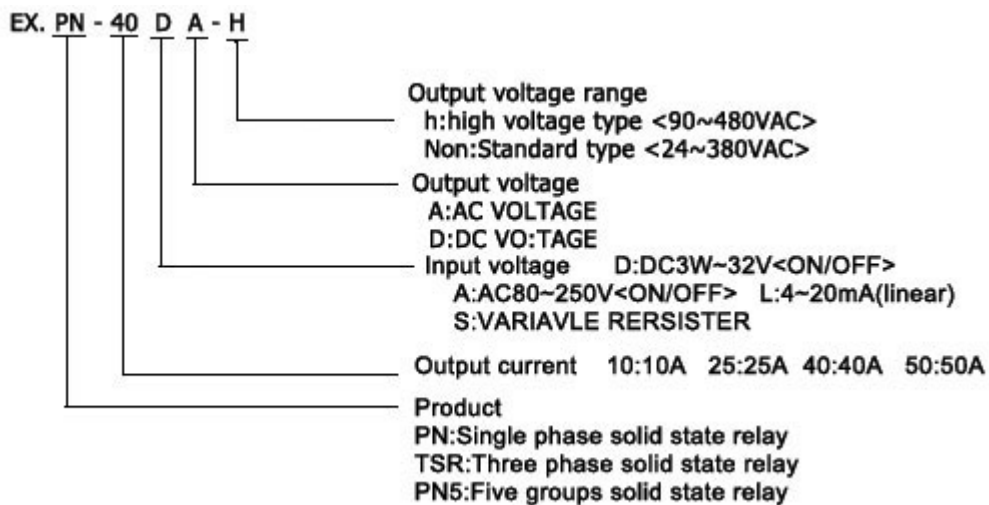 EX. PN - 40 D A - H
Output voltage range
h:high voltage type <90~480VAC>
Non:Standard type <24~380VAC>
Output voltage
A:AC VOLTAGE
D:DC VO:TAGE
Input voltage D:DC3W~32V<ON/OFF>
A:AC80~250V<ON/OFF> L:4~20mA(linear)
S:VARIAVLE RERSISTER
Output current 10:10A 25:25A 40:40A 50:50A
Product
PN:Single phase solid state relay
TSR:Three phase solid state relay
PN5:Five groups solid state relay